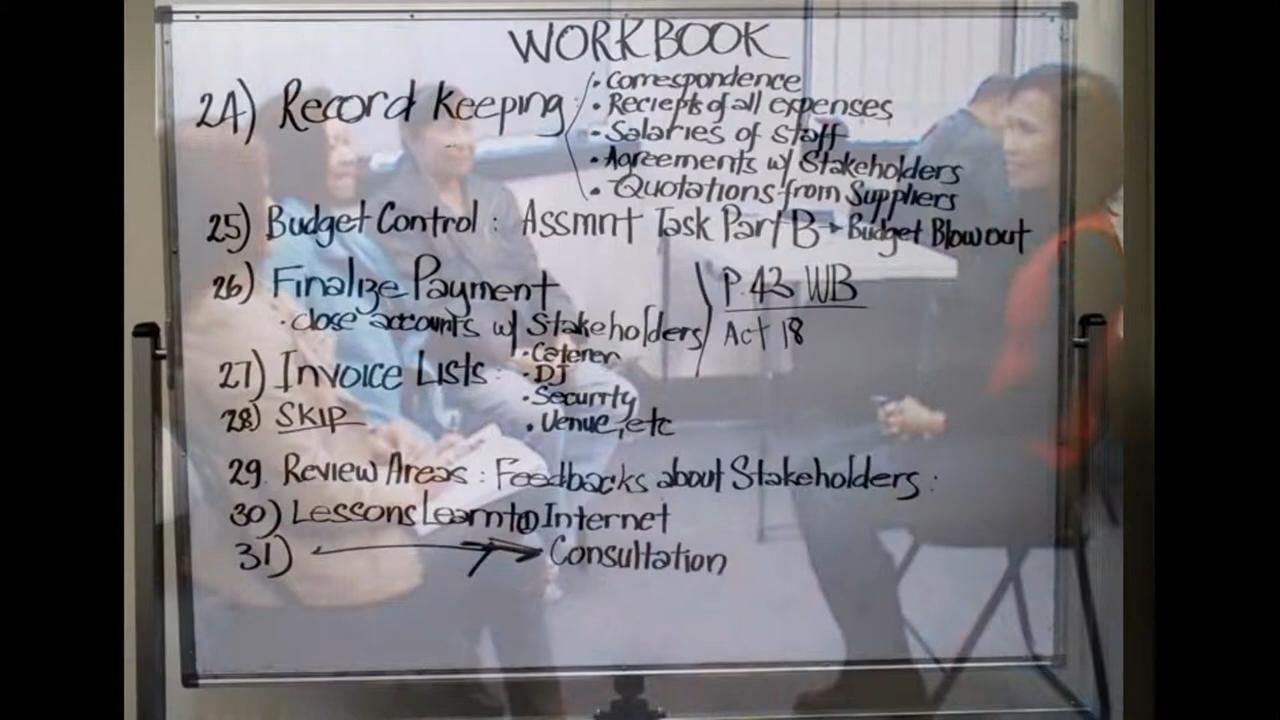 WORKBOOK
24) Record Keeping
• Correspondence
• Reciepts of all expenses
• Salaries of Staff
• Agreements w/ Stakeholders
• Quotations from Suppliers
25) Budget Control : Assmnt Task Part B → Budget Blowout
26) Finalize Payment
• close accounts w/ Stakeholders
P.43 WB
Act 18
27) Invoice Lists :
• Caterer
• DJ
• Security
• Venue, etc
28) SKIP
29. Review Areas : Feedbacks about Stakeholders :
30) Lessons Learnt Internet
31) Consultation